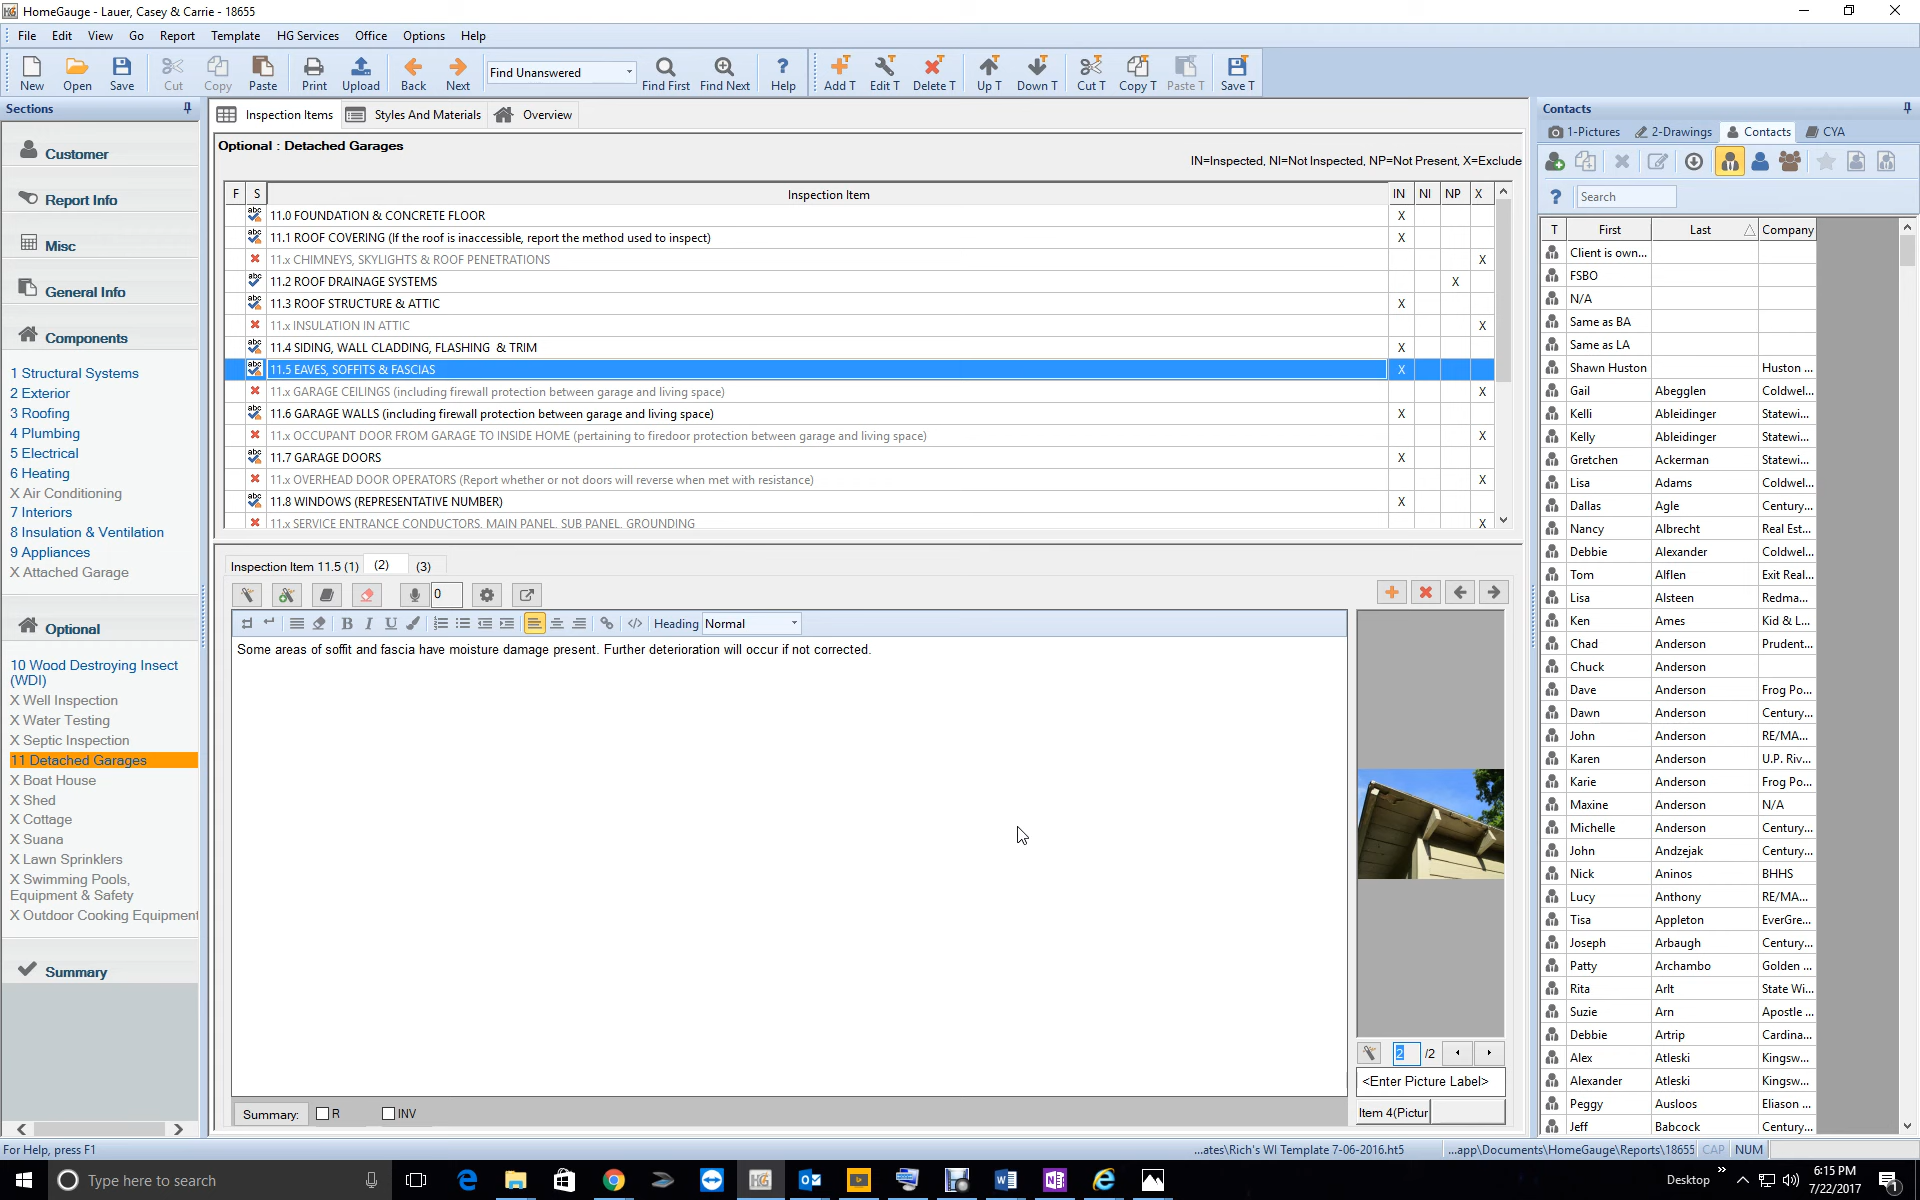 HomeGauge - Lauer, Casey & Carrie - 18655
File Edit View Go Report Template HG Services Office Options Help
New Open Save Cut Copy Paste Print Upload Back Next Find Unanswered Find First Find Next Help Add T Edit T Delete T Up T Down T Cut T Copy T Paste T Save T
Sections
Customer
Report Info
Misc
General Info
Components
1 Structural Systems
2 Exterior
3 Roofing
4 Plumbing
5 Electrical
6 Heating
X Air Conditioning
7 Interiors
8 Insulation & Ventilation
9 Appliances
X Attached Garage
Optional
10 Wood Destroying Insect
(WDI)
X Well Inspection
X Water Testing
X Septic Inspection
11 Detached Garages
X Boat House
X Shed
X Cottage
X Suana
X Lawn Sprinklers
X Swimming Pools,
Equipment & Safety
X Outdoor Cooking Equipment
Summary
Inspection Items Styles And Materials Overview
Optional : Detached Garages
IN=Inspected, NI=Not Inspected, NP=Not Present, X=Exclude
F S Inspection Item IN NI NP X
11.0 FOUNDATION & CONCRETE FLOOR X
11.1 ROOF COVERING (If the roof is inaccessible, report the method used to inspect) X
11.x CHIMNEYS, SKYLIGHTS & ROOF PENETRATIONS X
11.2 ROOF DRAINAGE SYSTEMS X
11.3 ROOF STRUCTURE & ATTIC X
11.x INSULATION IN ATTIC X
11.4 SIDING, WALL CLADDING, FLASHING & TRIM X
11.5 EAVES, SOFFITS & FASCIAS X
11.x GARAGE CEILINGS (including firewall protection between garage and living space) X
11.6 GARAGE WALLS (including firewall protection between garage and living space) X
11.x OCCUPANT DOOR FROM GARAGE TO INSIDE HOME (pertaining to firedoor protection between garage and living space) X
11.7 GARAGE DOORS X
11.x OVERHEAD DOOR OPERATORS (Report whether or not doors will reverse when met with resistance) X
11.8 WINDOWS (REPRESENTATIVE NUMBER) X
11.x SERVICE ENTRANCE CONDUCTORS, MAIN PANEL, SUB PANEL, GROUNDING X
Inspection Item 11.5 (1) (2) (3)
0
B I U Heading Normal
Some areas of soffit and fascia have moisture damage present. Further deterioration will occur if not corrected.
2 /2
<Enter Picture Label>
Item 4(Pictur
Summary: R INV
Contacts
1-Pictures 2-Drawings Contacts CYA
Search
T First Last Company
Client is own...
FSBO
N/A
Same as BA
Same as LA
Shawn Huston Huston ...
Gail Abegglen Coldwel...
Kelli Ableidinger Statewi...
Kelly Ableidinger Statewi...
Gretchen Ackerman Statewi...
Lisa Adams Coldwel...
Dallas Agle Century...
Nancy Albrecht Real Est...
Debbie Alexander Coldwel...
Tom Alflen Exit Real...
Lisa Alsteen Redma...
Ken Ames Kid & L...
Chad Anderson Prudent...
Chuck Anderson
Dave Anderson Frog Po...
Dawn Anderson Century...
John Anderson RE/MA...
Karen Anderson U.P. Riv...
Karie Anderson Frog Po...
Maxine Anderson N/A
Michelle Anderson Century...
John Andzejak Century...
Nick Aninos BHHS
Lucy Anthony RE/MA...
Tisa Appleton EverGre...
Joseph Arbaugh Century...
Patty Archambo Golden ...
Rita Arlt State Wi...
Suzie Arn Apostle ...
Debbie Artrip Cardina...
Alex Atleski Kingsw...
Alexander Atleski Kingsw...
Peggy Ausloos Eliason ...
Jeff Babcock Century...
For Help, press F1 ...ates\Rich's WI Template 7-06-2016.ht5 ...app\Documents\HomeGauge\Reports\18655 CAP NUM
Type here to search Desktop 6:15 PM
7/22/2017